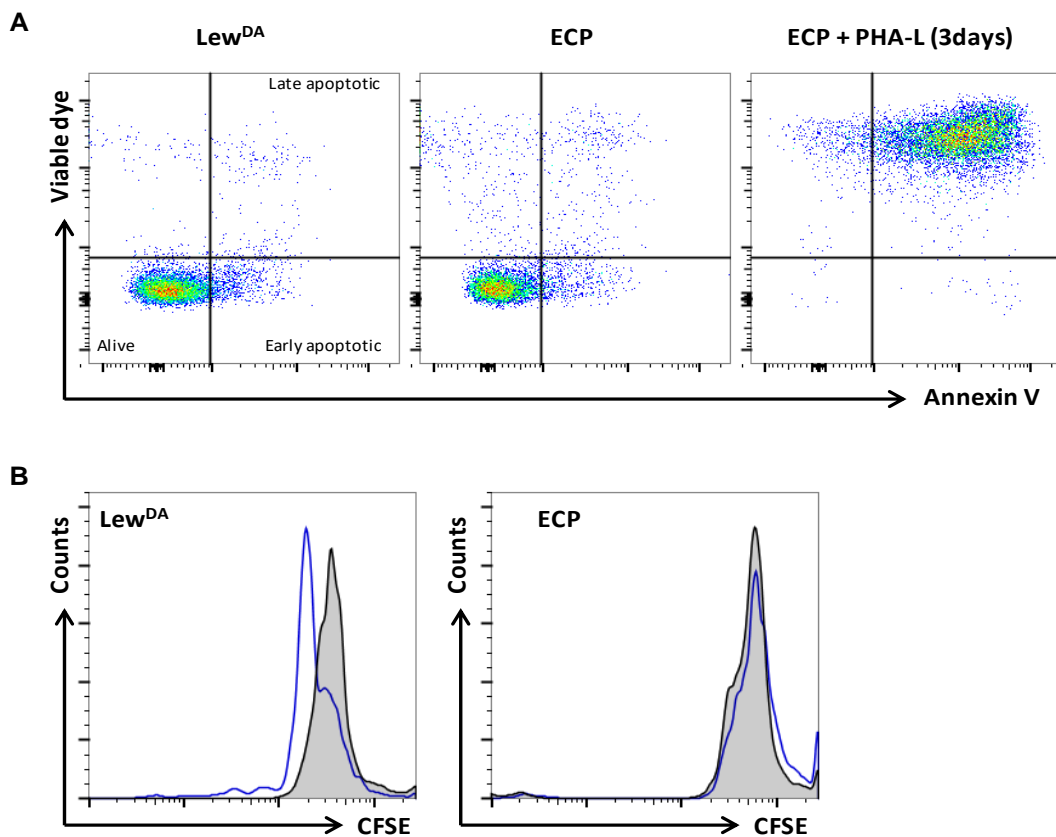 A
Lew^DA
ECP
ECP + PHA-L (3days)
Viable dye
Late apoptotic
Alive
Early apoptotic
Annexin V
B
Counts
Lew^DA
CFSE
Counts
ECP
CFSE